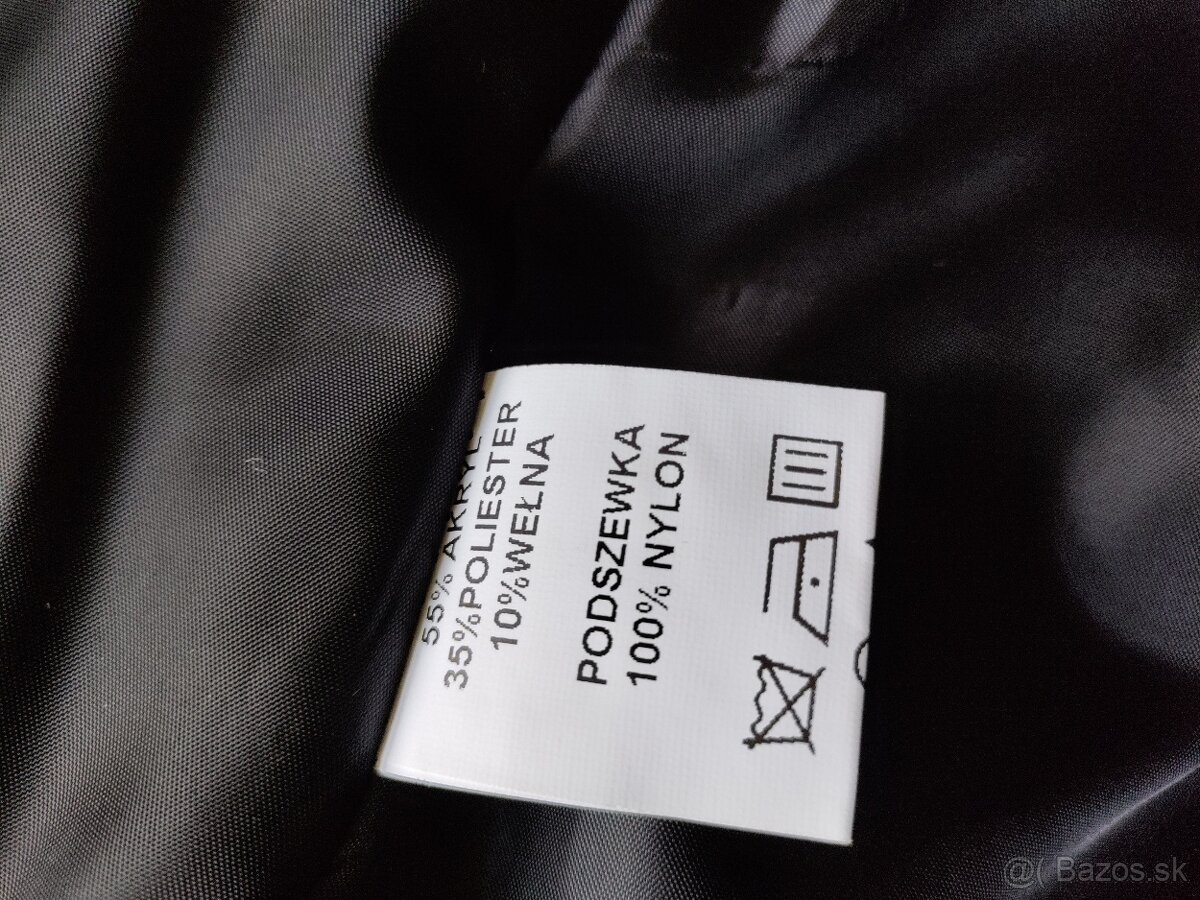 55% AKRYL
35%POLIESTER
10%WEŁNA
PODSZEWKA
100% NYLON
@( Bazos.sk